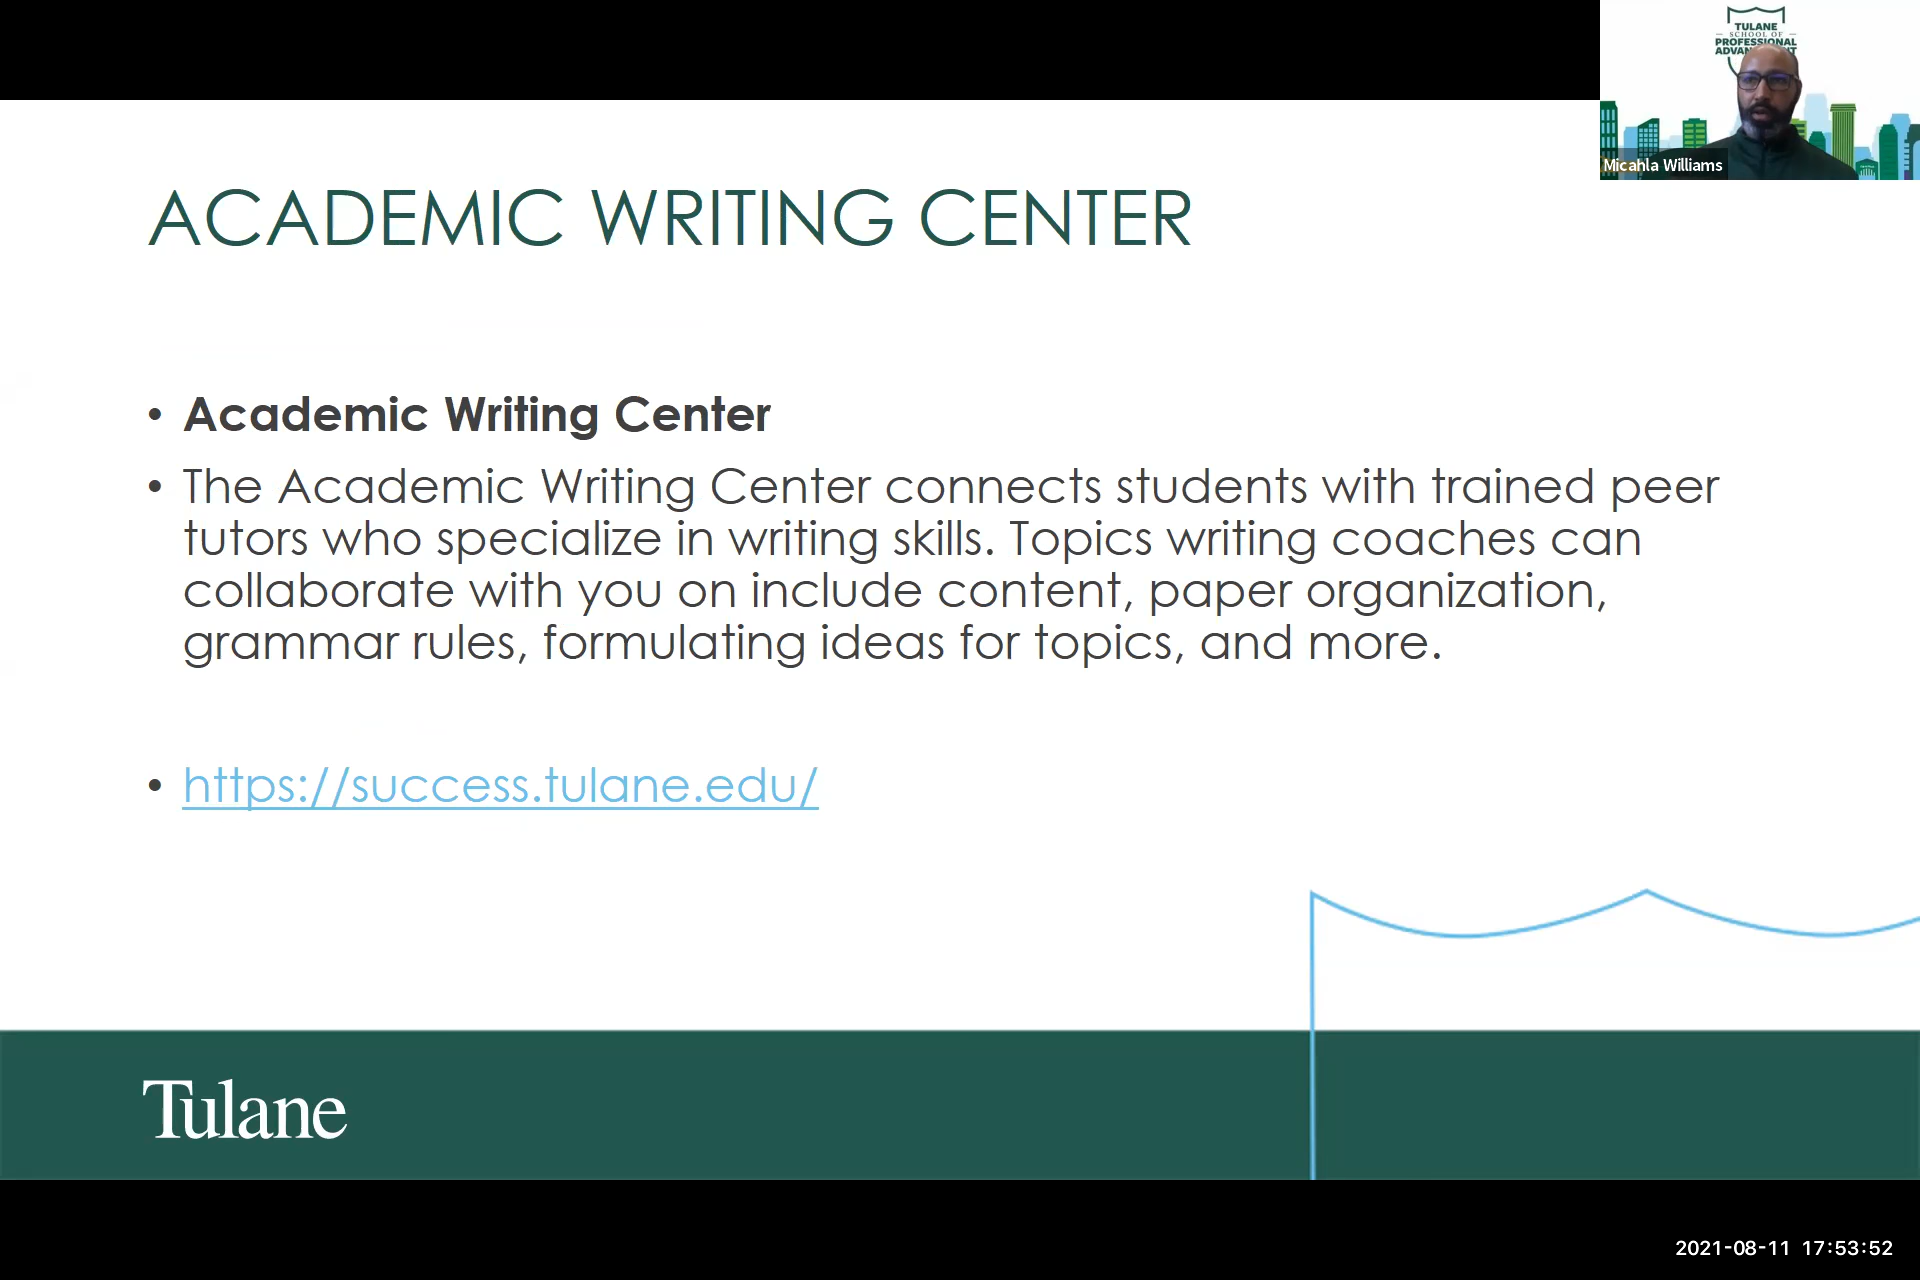 TULANE
SCHOOL OF
PROFESSIONAL
Micahla Williams
ACADEMIC WRITING CENTER
• Academic Writing Center
• The Academic Writing Center connects students with trained peer
tutors who specialize in writing skills. Topics writing coaches can
collaborate with you on include content, paper organization,
grammar rules, formulating ideas for topics, and more.
• https://success.tulane.edu/
Tulane
2021-08-11 17:53:52